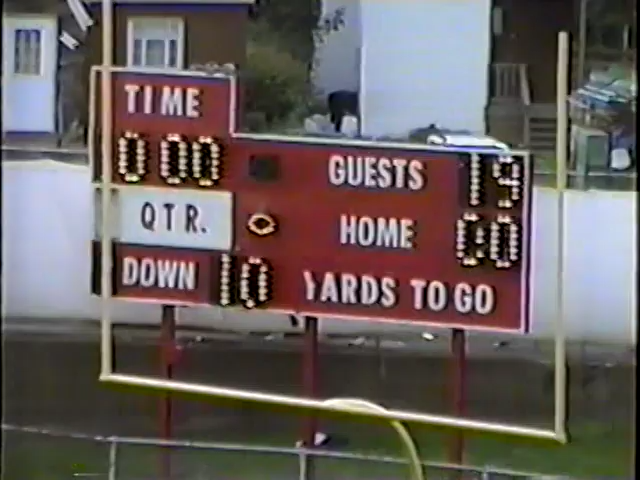 TIME
0 00
GUESTS 19
QTR.
HOME 00
DOWN 10 YARDS TO GO